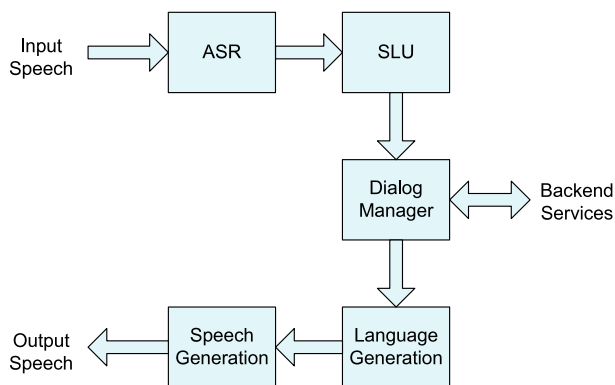 Input
Speech
ASR
SLU
Dialog
Manager
Backend
Services
Output
Speech
Speech
Generation
Language
Generation